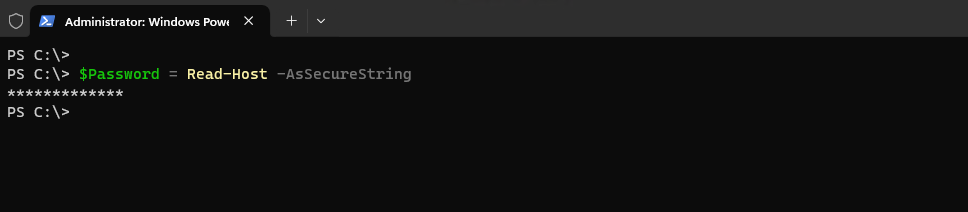 Administrator: Windows Powe
PS C:\>
PS C:\> $Password = Read-Host -AsSecureString
*************
PS C:\>